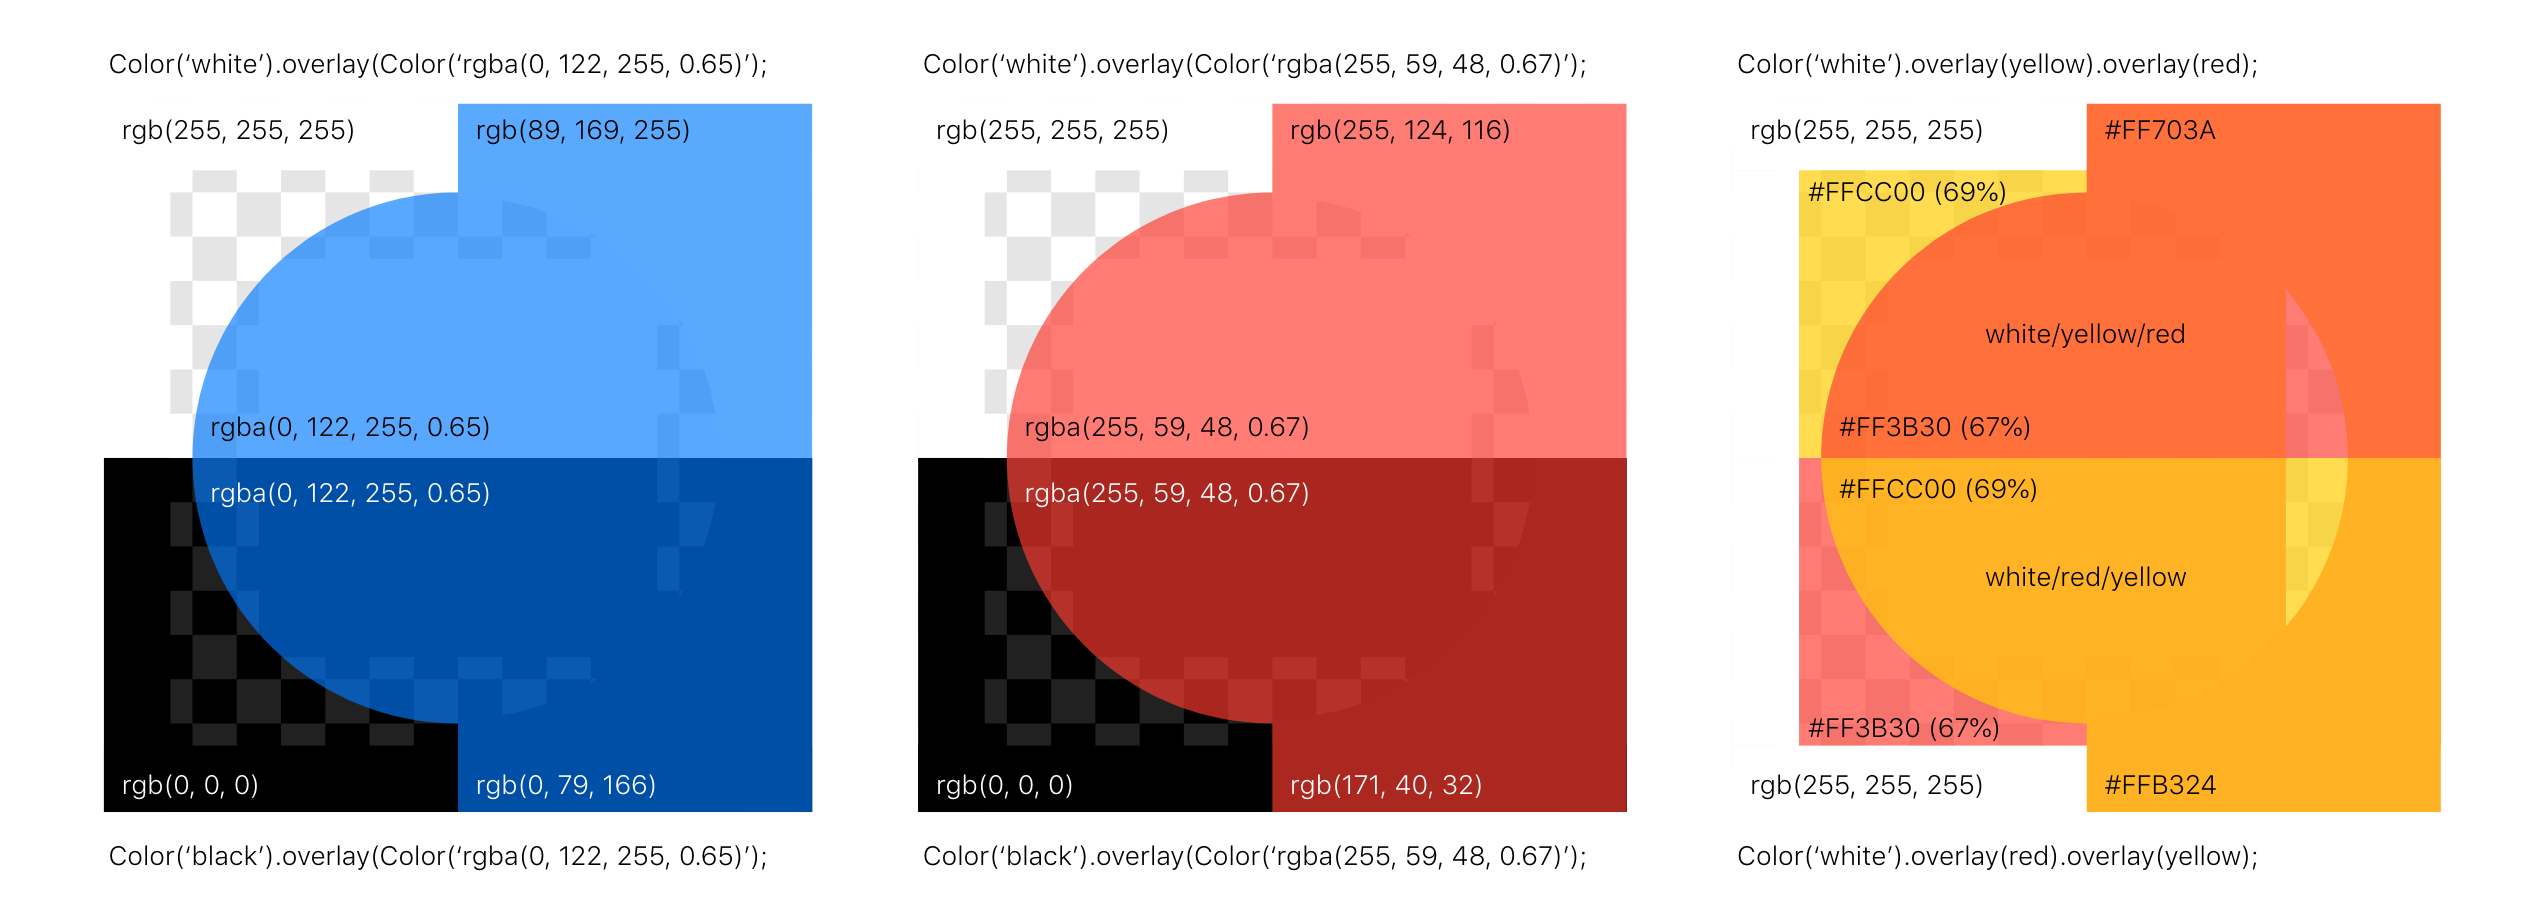 Color(‘white’).overlay(Color(‘rgba(0, 122, 255, 0.65)’);
rgb(255, 255, 255)
rgb(89, 169, 255)
rgba(0, 122, 255, 0.65)
rgba(0, 122, 255, 0.65)
rgb(0, 0, 0)
rgb(0, 79, 166)
Color(‘black’).overlay(Color(‘rgba(0, 122, 255, 0.65)’);
Color(‘white’).overlay(Color(‘rgba(255, 59, 48, 0.67)’);
rgb(255, 255, 255)
rgb(255, 124, 116)
rgba(255, 59, 48, 0.67)
rgba(255, 59, 48, 0.67)
rgb(0, 0, 0)
rgb(171, 40, 32)
Color(‘black’).overlay(Color(‘rgba(255, 59, 48, 0.67)’);
Color(‘white’).overlay(yellow).overlay(red);
rgb(255, 255, 255)
#FF703A
#FFCC00 (69%)
white/yellow/red
#FF3B30 (67%)
#FFCC00 (69%)
white/red/yellow
#FF3B30 (67%)
rgb(255, 255, 255)
#FFB324
Color(‘white’).overlay(red).overlay(yellow);